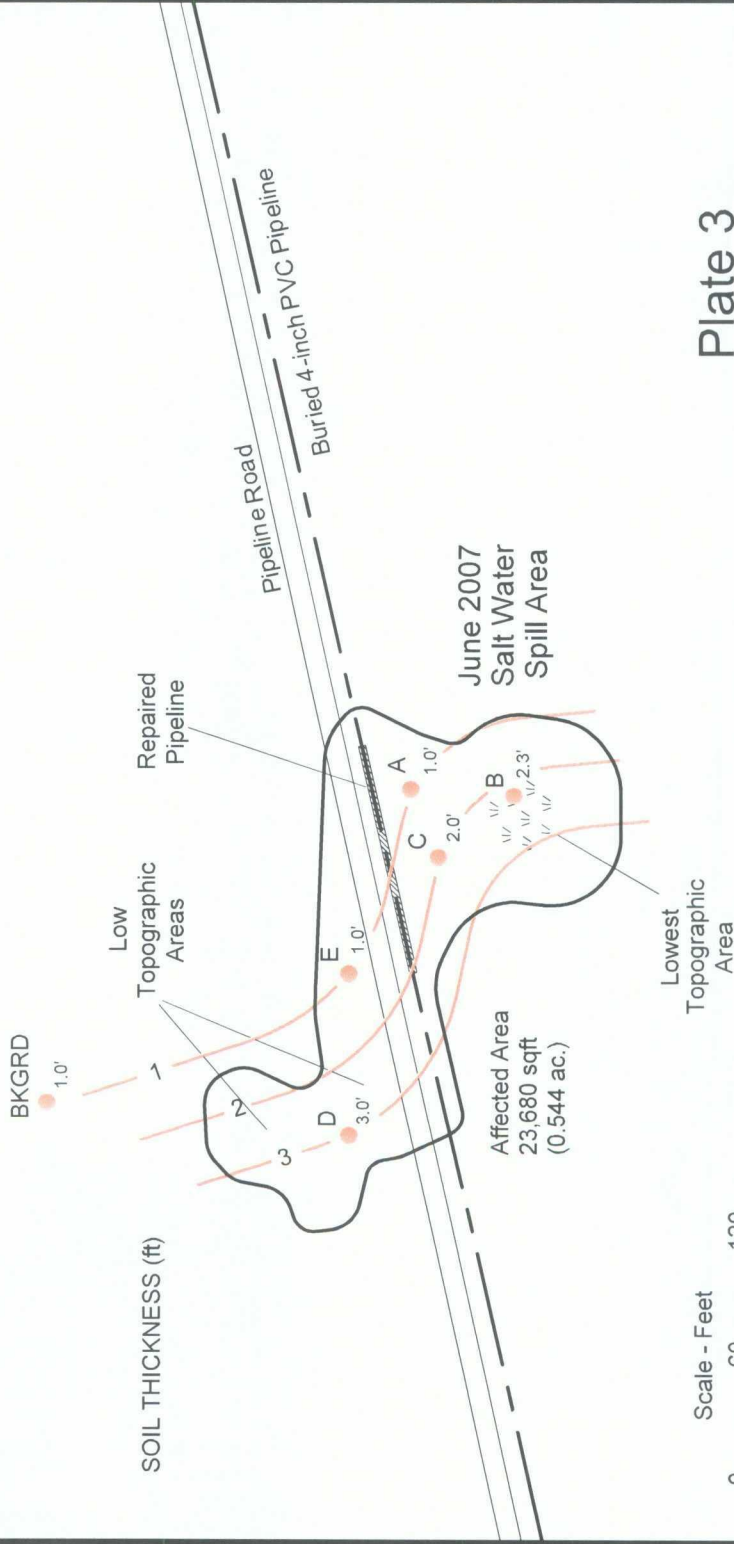 BKGRD
1.0'
SOIL THICKNESS (ft)
Low
Topographic
Areas
Repaired
Pipeline
Pipeline Road
Buried 4-inch PVC Pipeline
1
2
3
D
3.0'
E
1.0'
A
1.0'
C
2.0'
B
2.3'
June 2007
Salt Water
Spill Area
Affected Area
23,680 sqft
(0.544 ac.)
Lowest
Topographic
Area
Scale - Feet
Plate 3